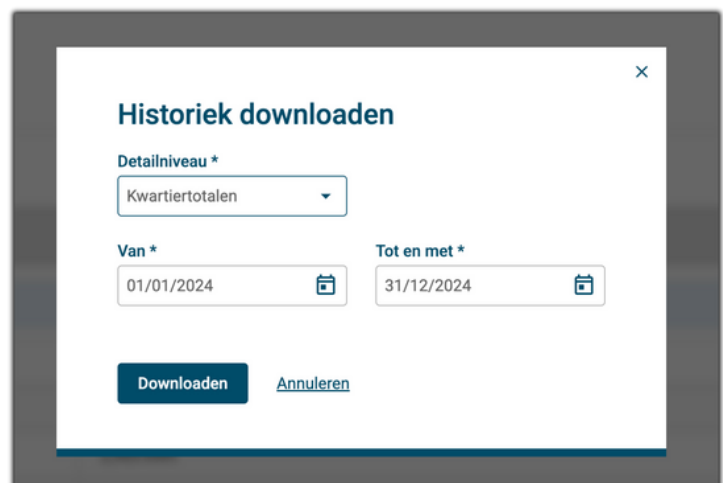 Historiek downloaden
Detailniveau *
Kwartiertotalen
Van *
Tot en met *
01/01/2024
31/12/2024
Downloaden
Annuleren